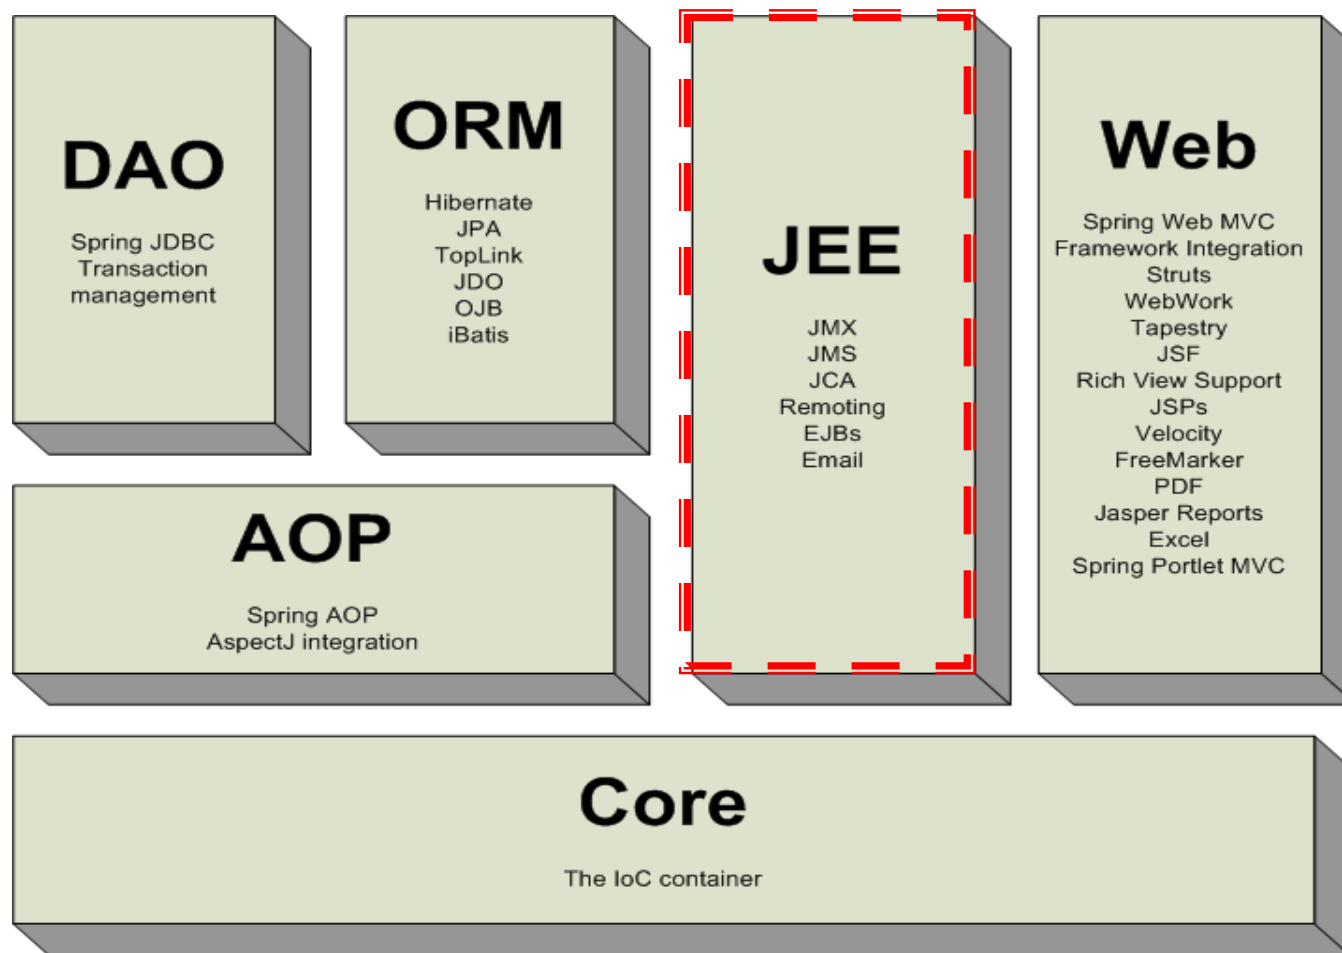 DAO
Spring JDBC
Transaction
management
ORM
Hibernate
JPA
TopLink
JDO
OJB
iBatis
JEE
JMX
JMS
JCA
Remoting
EJBs
Email
Web
Spring Web MVC
Framework Integration
Struts
WebWork
Tapestry
JSF
Rich View Support
JSPs
Velocity
FreeMarker
PDF
Jasper Reports
Excel
Spring Portlet MVC
AOP
Spring AOP
AspectJ integration
Core
The IoC container